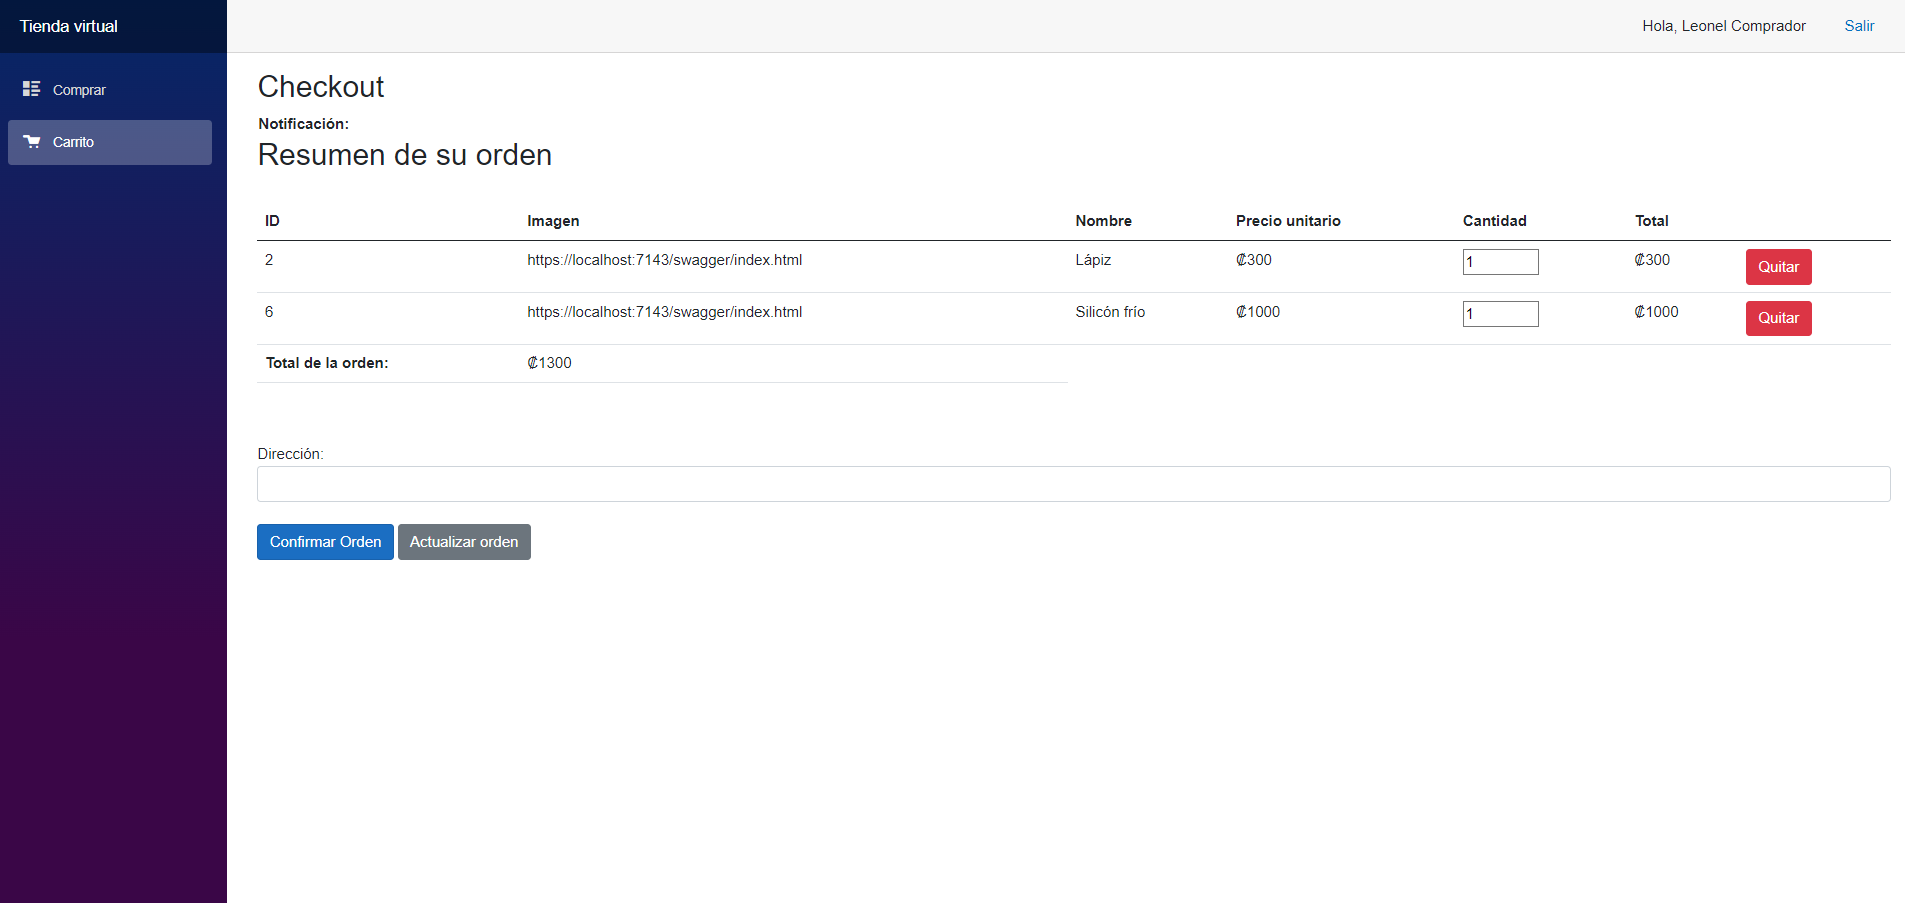 Tienda virtual
Hola, Leonel Comprador Salir
Comprar
Carrito
Checkout
Notificación:
Resumen de su orden
ID Imagen Nombre Precio unitario Cantidad Total
2 https://localhost:7143/swagger/index.html Lápiz ₡300 1 ₡300 Quitar
6 https://localhost:7143/swagger/index.html Silicón frío ₡1000 1 ₡1000 Quitar
Total de la orden: ₡1300
Dirección:
Confirmar Orden Actualizar orden